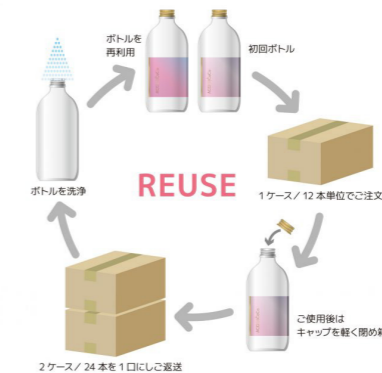 ボトルを
再利用
初回ボトル
1ケース/12本単位でご注文
REUSE
ボトルを洗浄
ご使用後は
キャップを軽く閉め
2ケース/24本を1口にしご返送